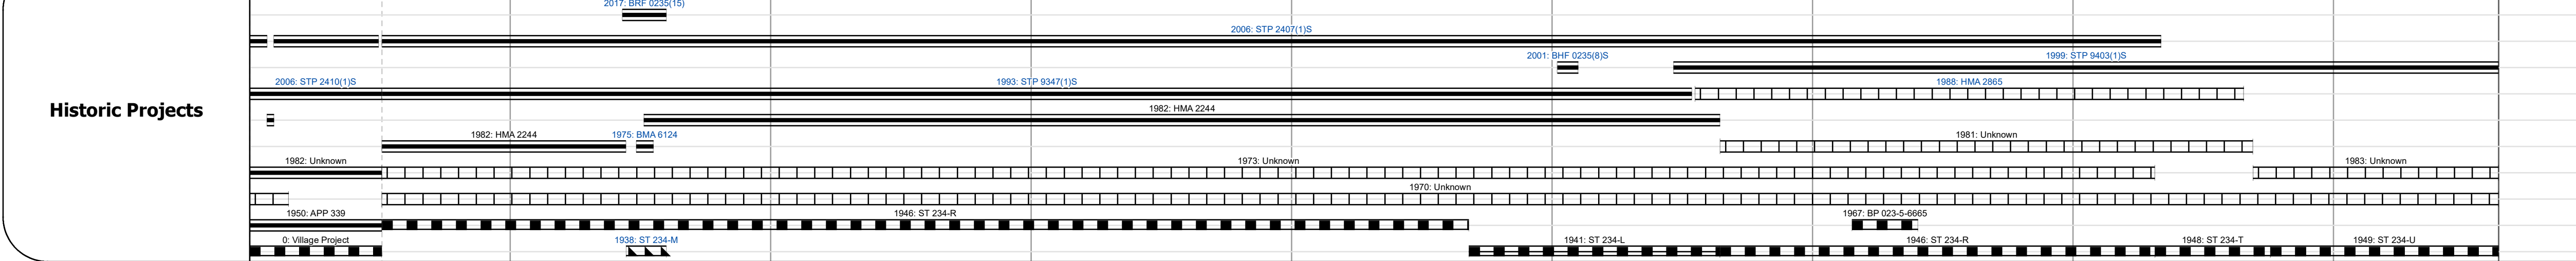 2017: BRF 0235(15)
2006: STP 2407(1)S
2001: BHF 0235(8)S
1999: STP 9403(1)S
2006: STP 2410(1)S
1993: STP 9347(1)S
1988: HMA 2865
Historic Projects
1982: HMA 2244
1982: HMA 2244
1975: BMA 6124
1981: Unknown
1982: Unknown
1973: Unknown
1983: Unknown
1970: Unknown
1950: APP 339
1946: ST 234-R
1967: BP 023-5-6665
0: Village Project
1938: ST 234-M
1941: ST 234-L
1946: ST 234-R
1948: ST 234-T
1949: ST 234-U